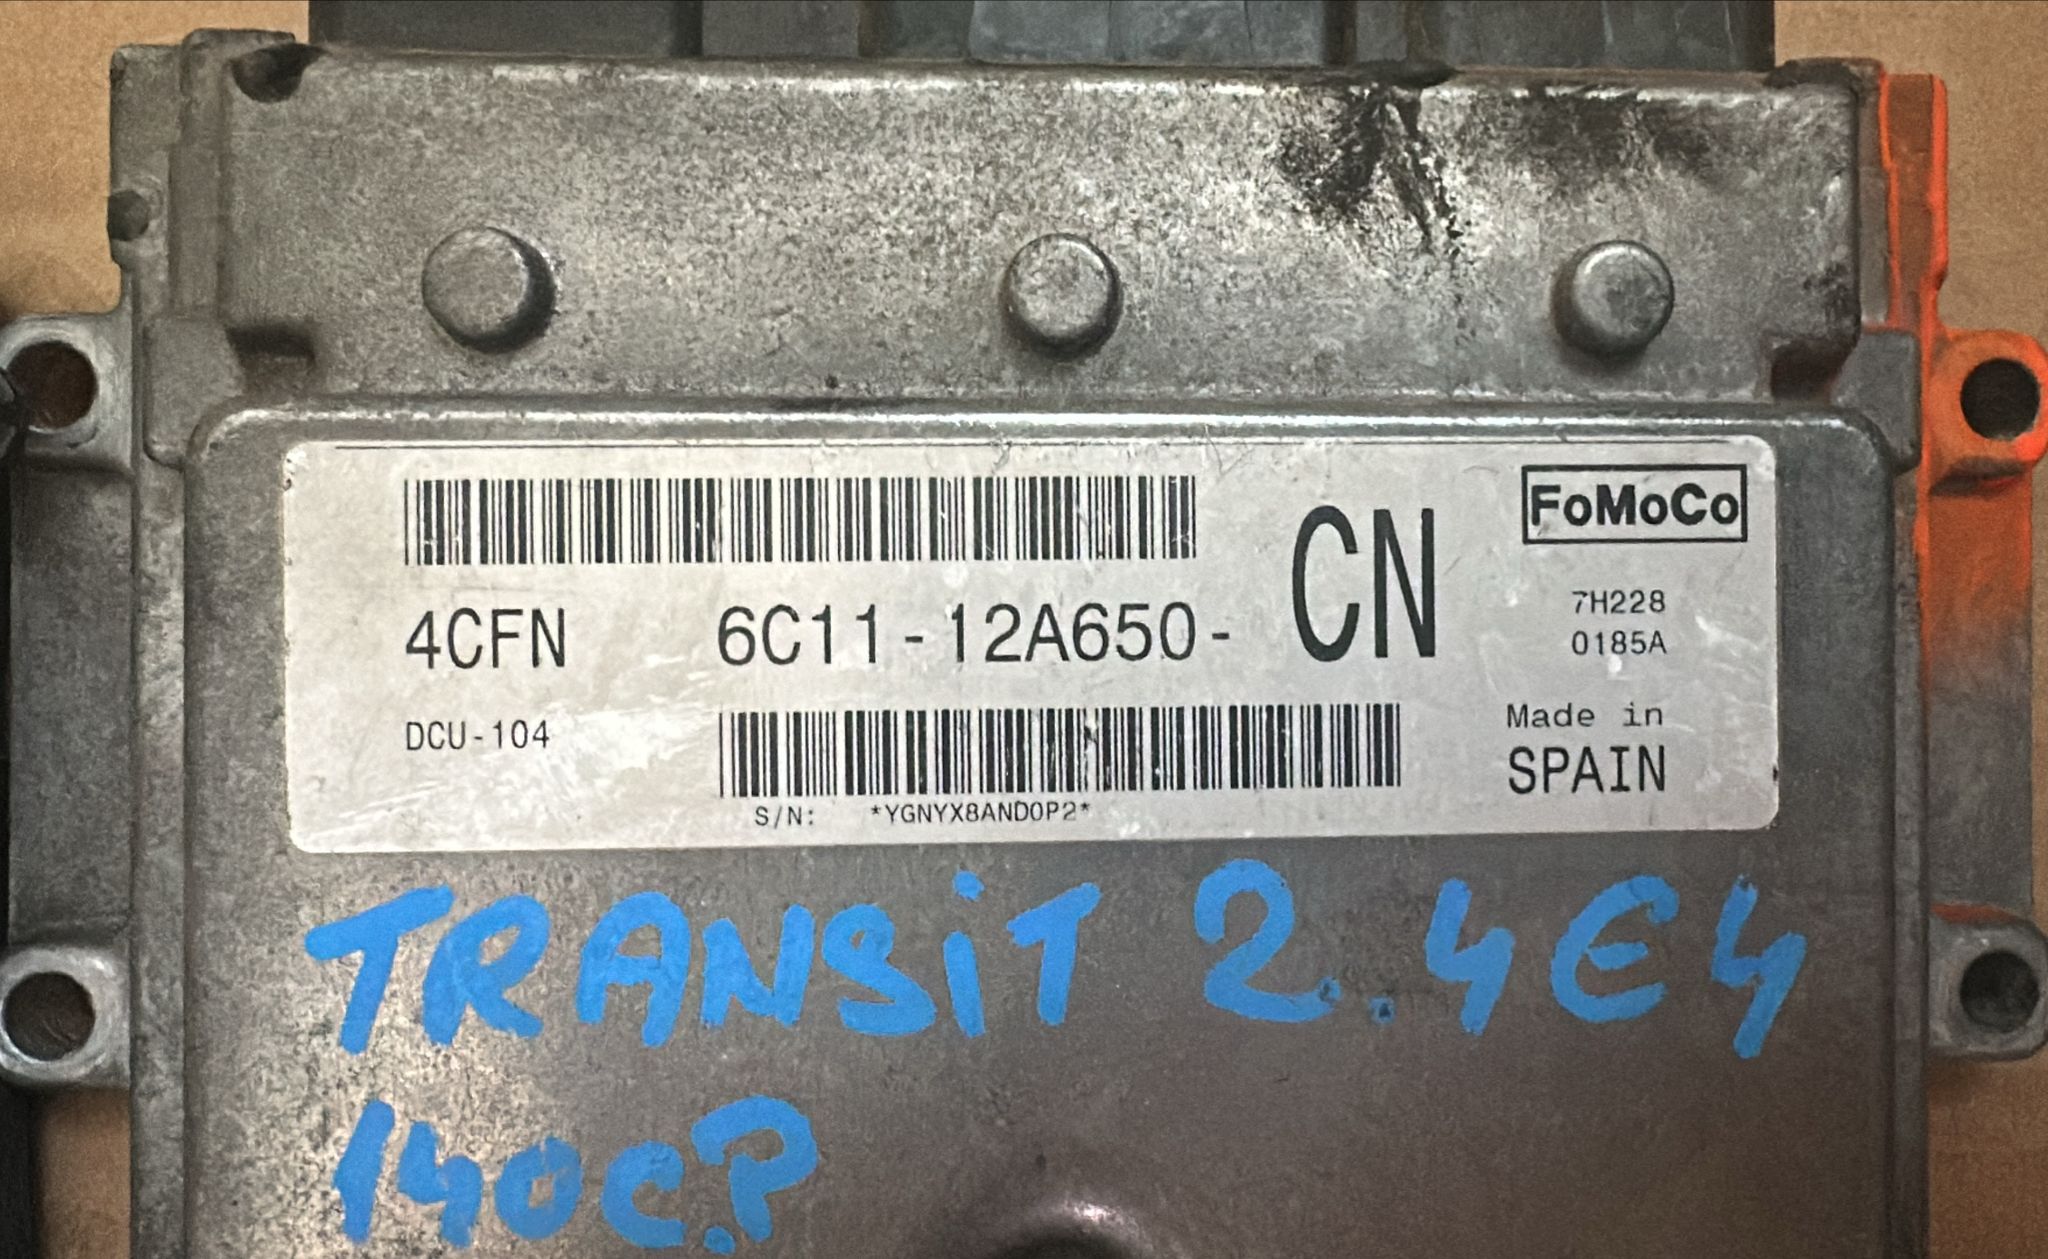 FoMoCo
4CFN 6C11-12A650- CN
7H228
0185A
DCU-104
Made in
SPAIN
S/N: *YGNYX8AND0P2*
TRANSiT 2.4E4
140C.P